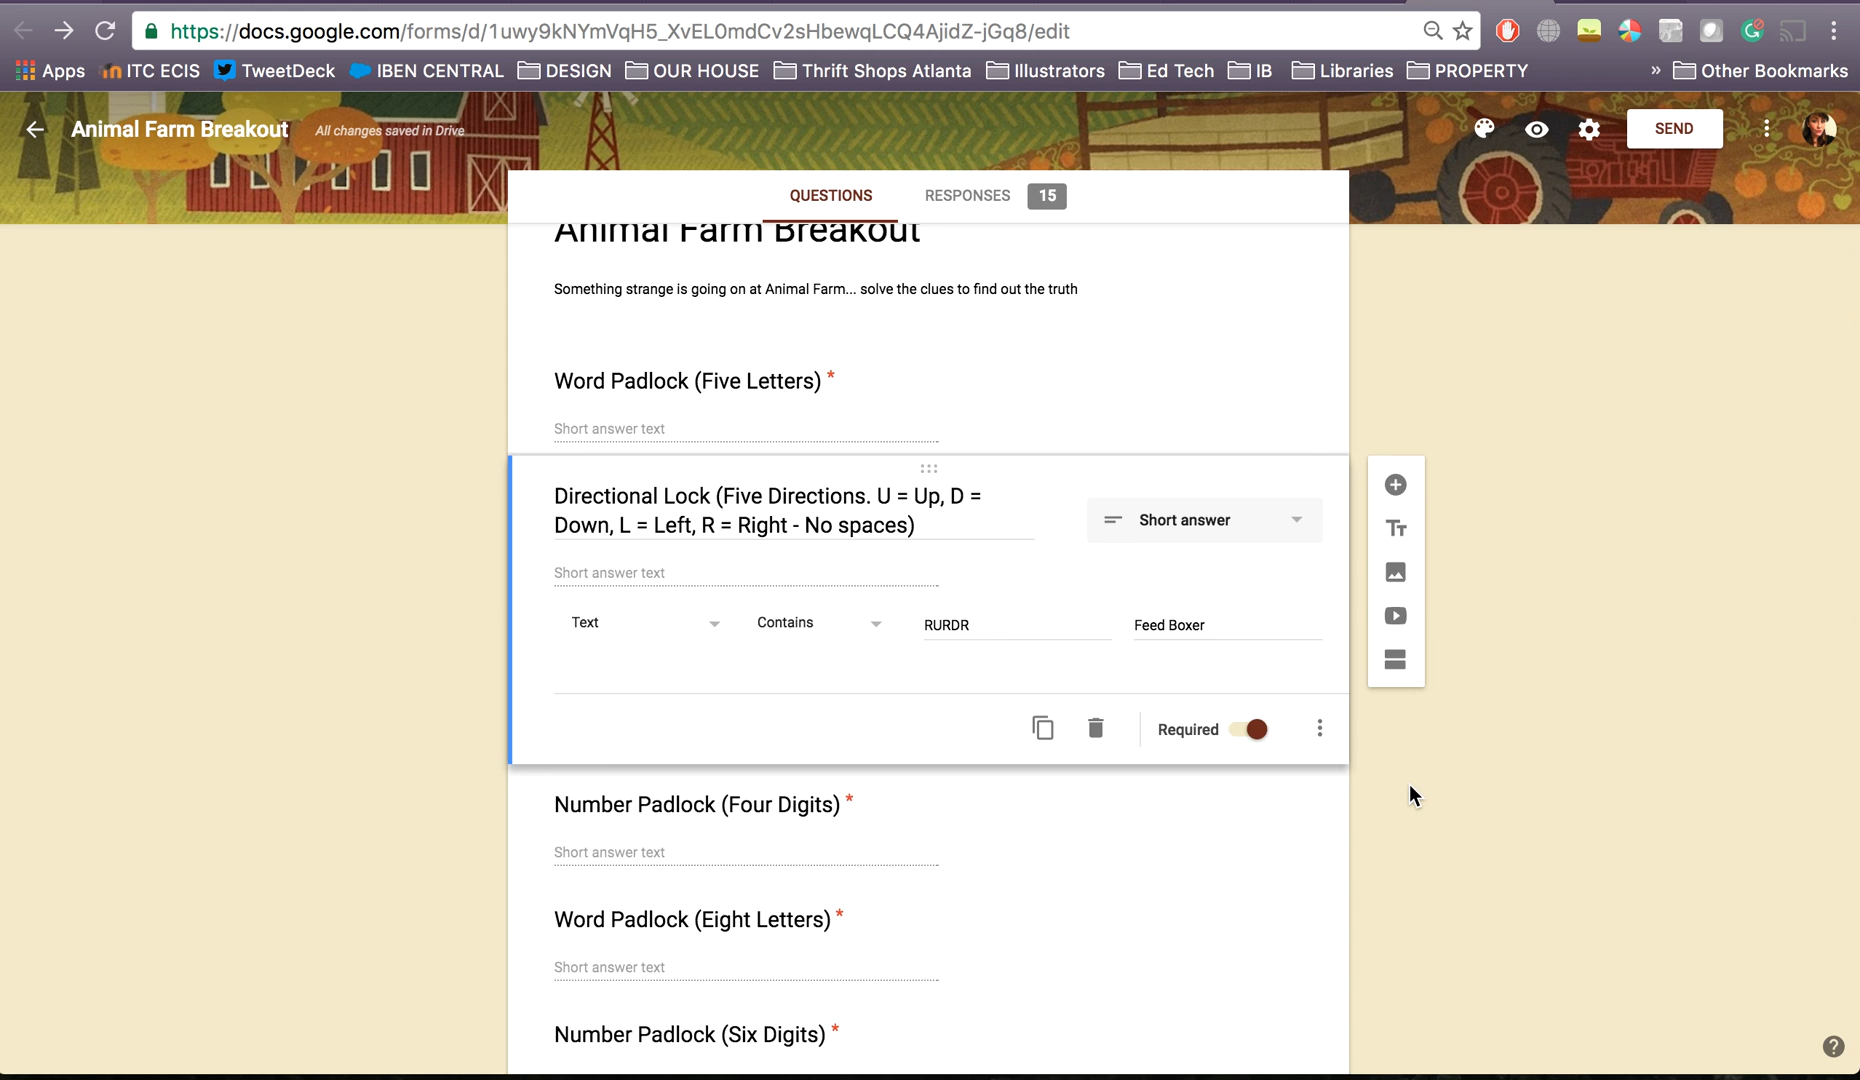 https://docs.google.com/forms/d/1uwy9kNYmVqH5_XvEL0mdCv2sHbewqLCQ4AjidZ-jGq8/edit
Apps ITC ECIS TweetDeck IBEN CENTRAL DESIGN OUR HOUSE Thrift Shops Atlanta Illustrators Ed Tech IB Libraries PROPERTY » Other Bookmarks
Animal Farm Breakout All changes saved in Drive SEND
QUESTIONS RESPONSES 15
Animal Farm Breakout
Something strange is going on at Animal Farm... solve the clues to find out the truth
Word Padlock (Five Letters) *
Short answer text
Directional Lock (Five Directions. U = Up, D =
Down, L = Left, R = Right - No spaces)
Short answer
Short answer text
Text Contains RURDR Feed Boxer
Required
Number Padlock (Four Digits) *
Short answer text
Word Padlock (Eight Letters) *
Short answer text
Number Padlock (Six Digits) *